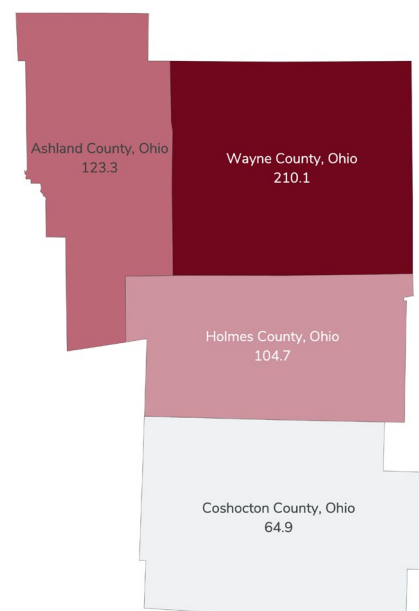 Ashland County, Ohio
123.3
Wayne County, Ohio
210.1
Holmes County, Ohio
104.7
Coshocton County, Ohio
64.9